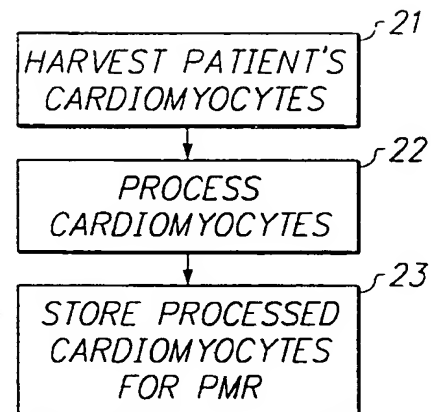 21
HARVEST PATIENT'S
CARDIOMYOCYTES
22
PROCESS
CARDIOMYOCYTES
23
STORE PROCESSED
CARDIOMYOCYTES
FOR PMR